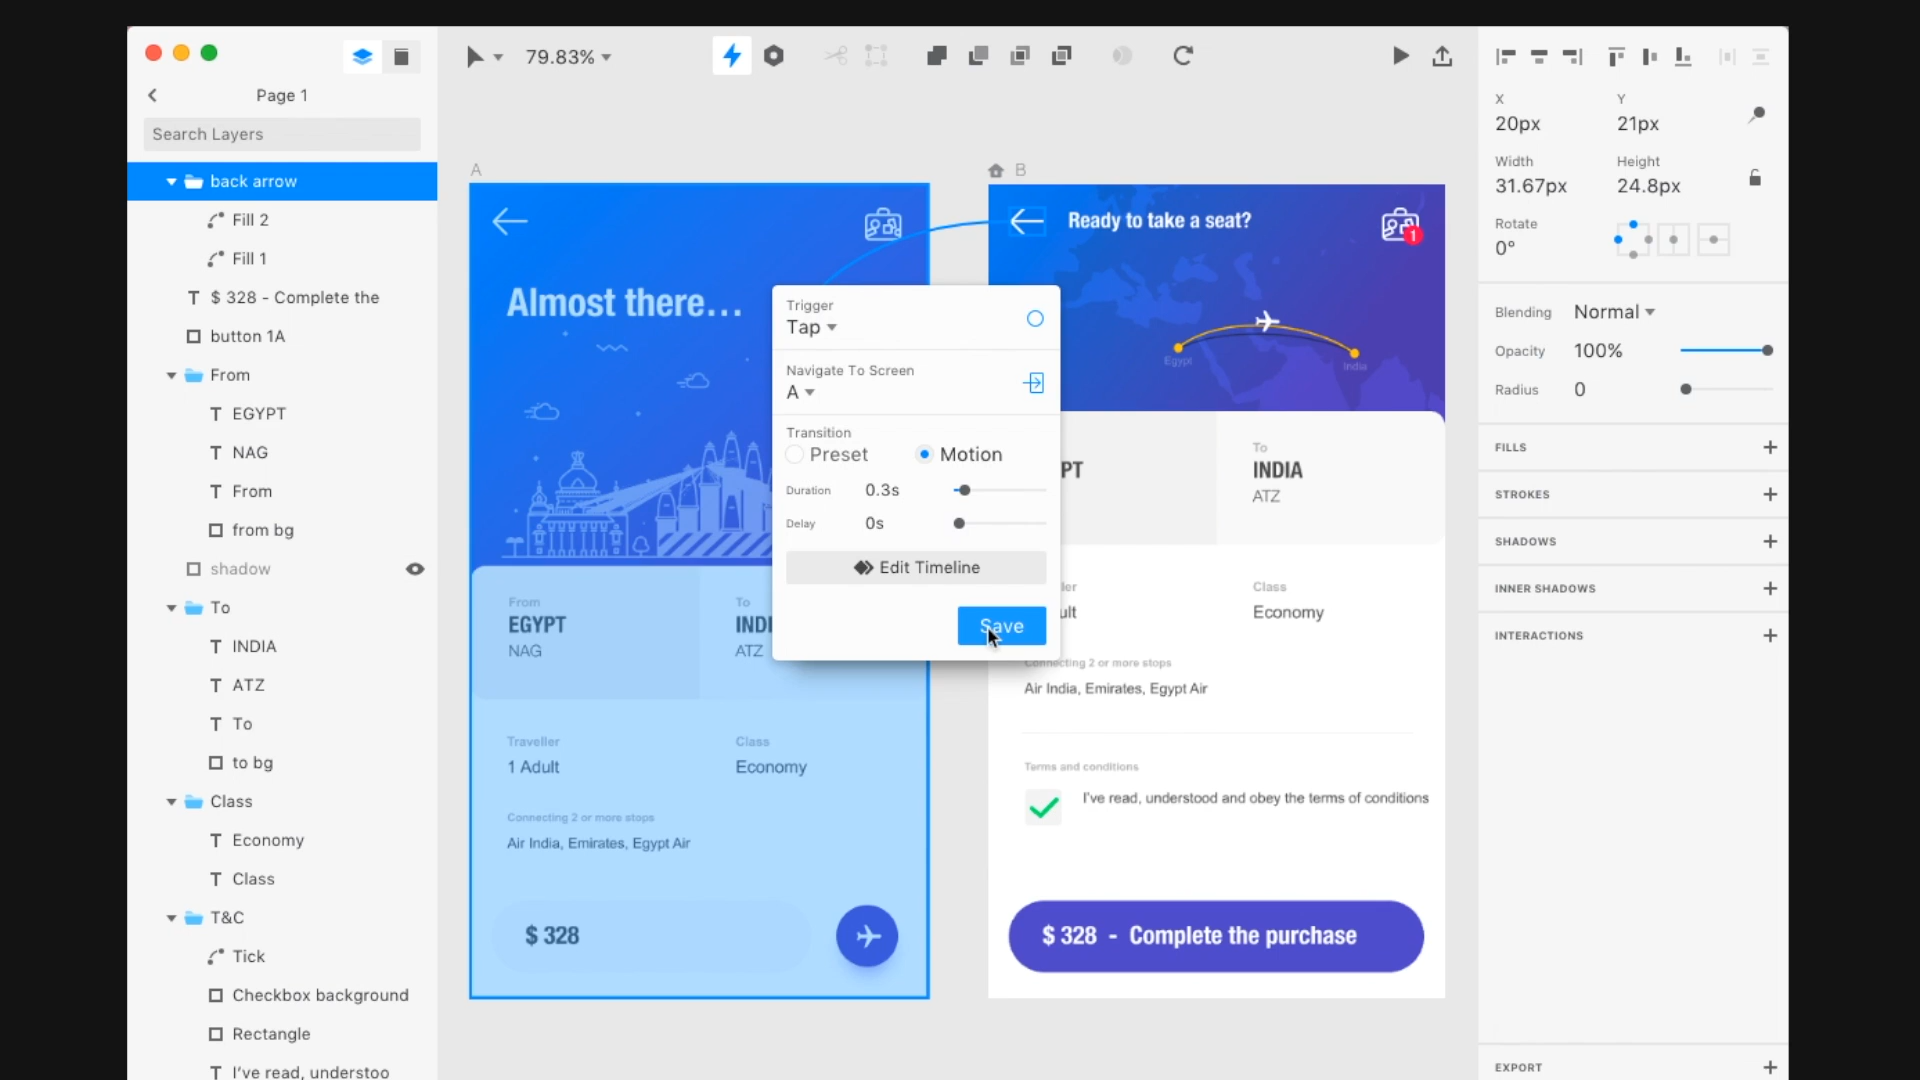 79.83%
Page 1
Search Layers
back arrow
Fill 2
Fill 1
$ 328 - Complete the
button 1A
From
EGYPT
NAG
From
from bg
shadow
To
INDIA
ATZ
To
to bg
Class
Economy
Class
T&C
Tick
Checkbox background
Rectangle
I've read, understoo
A
Almost there...
From
EGYPT
NAG
To
INDI
ATZ
Traveller
1 Adult
Class
Economy
Connecting 2 or more stops
Air India, Emirates, Egypt Air
$ 328
Trigger
Tap
Navigate To Screen
A
Transition
Preset
Motion
Duration 0.3s
Delay 0s
Edit Timeline
Save
B
Ready to take a seat?
1
Egypt
India
PT
To
INDIA
ATZ
ler
ult
Class
Economy
Connecting 2 or more stops
Air India, Emirates, Egypt Air
Terms and conditions
I've read, understood and obey the terms of conditions
$ 328 - Complete the purchase
X
20px
Y
21px
Width
31.67px
Height
24.8px
Rotate
0°
Blending Normal
Opacity 100%
Radius 0
FILLS
STROKES
SHADOWS
INNER SHADOWS
INTERACTIONS
EXPORT